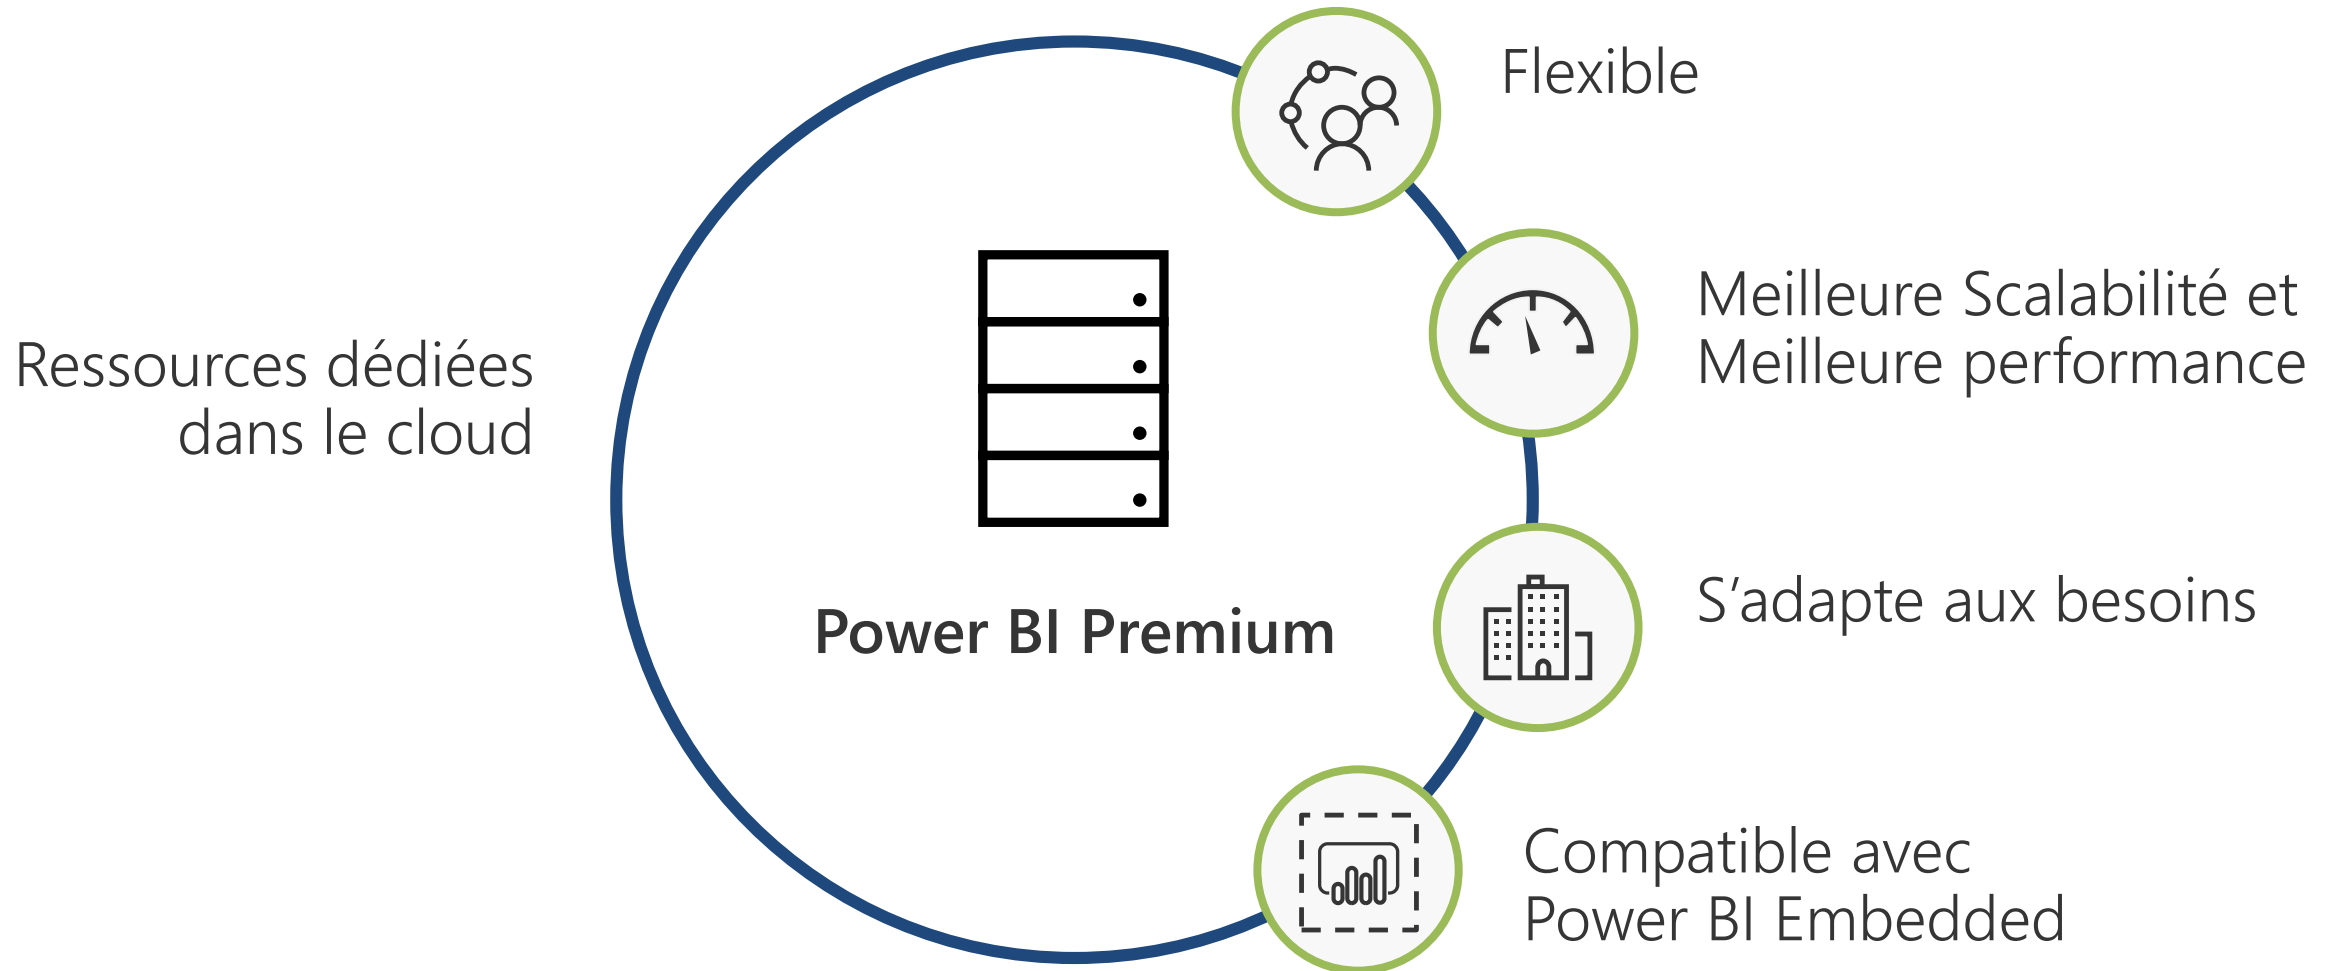 Ressources dédiées
dans le cloud
Power BI Premium
Flexible
Meilleure Scalabilité et
Meilleure performance
S’adapte aux besoins
Compatible avec
Power BI Embedded